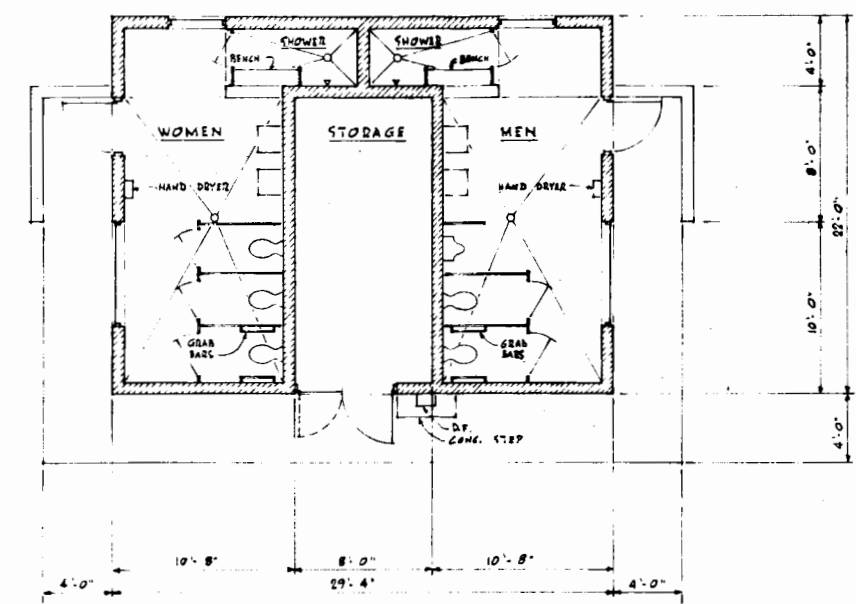 SHOWER SHOWER
BENCH BENCH
WOMEN STORAGE MEN
HAND DRYER HAND DRYER
GRAB
BARS
GRAB
BARS
D.F.
CONC. STEP
4'-0"
8'-0"
22'-0"
10'-0"
4'-0"
10'-8" 8'-0" 10'-8"
4'-0" 29'-4" 4'-0"